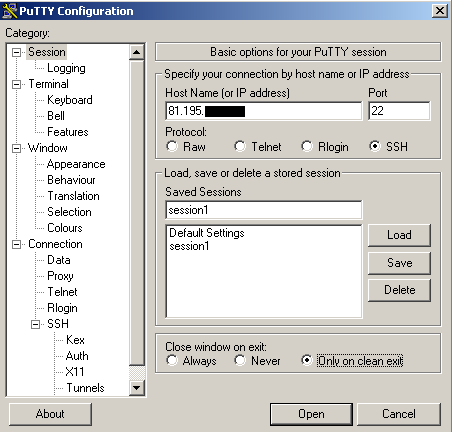 PuTTY Configuration
Category:
Session
Logging
Terminal
Keyboard
Bell
Features
Window
Appearance
Behaviour
Translation
Selection
Colours
Connection
Data
Proxy
Telnet
Rlogin
SSH
Kex
Auth
X11
Tunnels
Basic options for your PuTTY session
Specify your connection by host name or IP address
Host Name (or IP address) Port
81.195. 22
Protocol:
Raw Telnet Rlogin SSH
Load, save or delete a stored session
Saved Sessions
session1
Default Settings
session1
Load
Save
Delete
Close window on exit:
Always Never Only on clean exit
About Open Cancel